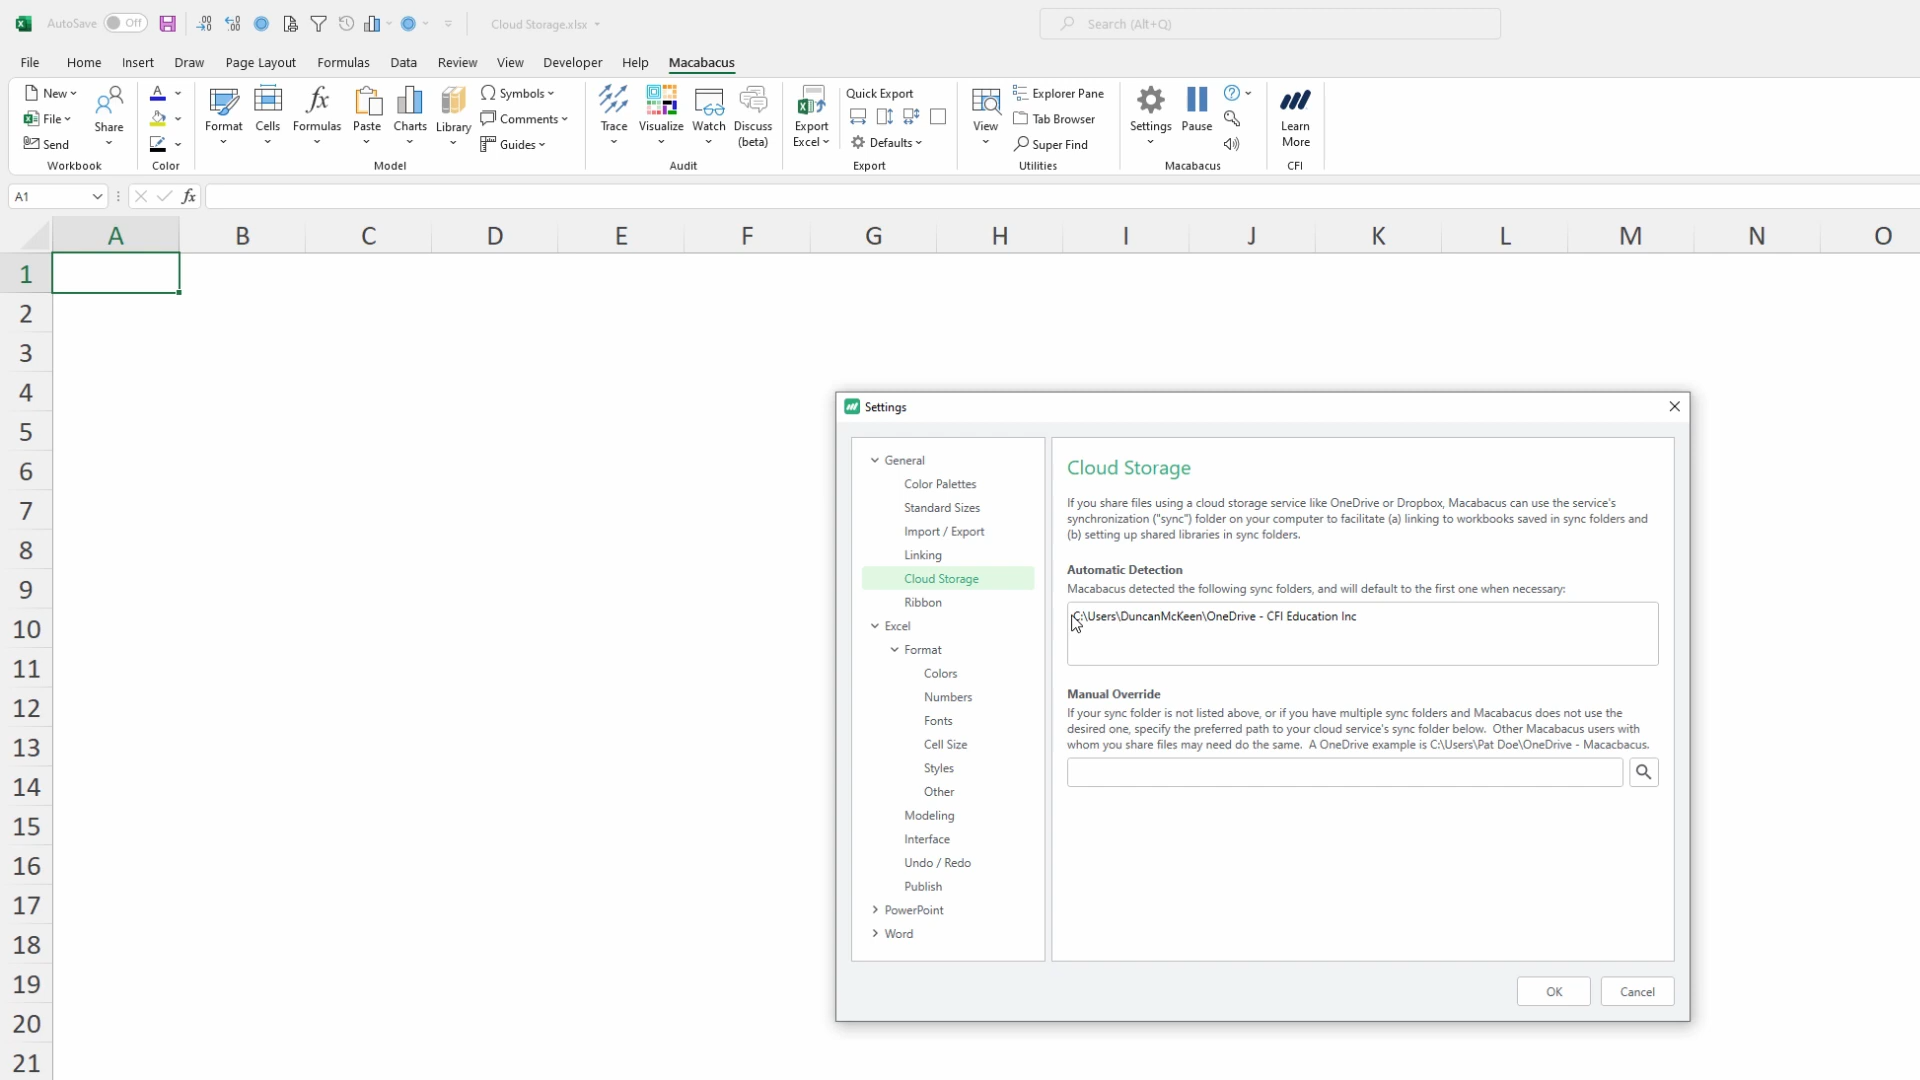 AutoSave Off
Cloud Storage.xlsx
Search (Alt+Q)
File Home Insert Draw Page Layout Formulas Data Review View Developer Help Macabacus
New
File
Send
Share
Workbook
A
Color
Format
Cells
fx
Formulas
Paste
Charts
Library
Symbols
Comments
Guides
Model
Trace
Visualize
Watch
Discuss
(beta)
Audit
Export
Excel
Quick Export
Defaults
Export
View
Explorer Pane
Tab Browser
Super Find
Utilities
Settings
Pause
Macabacus
Learn
More
CFI
A1
fx
A B C D E F G H I J K L M N O
1
2
3
4
5
6
7
8
9
10
11
12
13
14
15
16
17
18
19
20
21
Settings
General
Color Palettes
Standard Sizes
Import / Export
Linking
Cloud Storage
Ribbon
Excel
Format
Colors
Numbers
Fonts
Cell Size
Styles
Other
Modeling
Interface
Undo / Redo
Publish
PowerPoint
Word
Cloud Storage
If you share files using a cloud storage service like OneDrive or Dropbox, Macabacus can use the service's
synchronization ("sync") folder on your computer to facilitate (a) linking to workbooks saved in sync folders and
(b) setting up shared libraries in sync folders.
Automatic Detection
Macabacus detected the following sync folders, and will default to the first one when necessary:
C:\Users\DuncanMcKeen\OneDrive - CFI Education Inc
Manual Override
If your sync folder is not listed above, or if you have multiple sync folders and Macabacus does not use the
desired one, specify the preferred path to your cloud service's sync folder below. Other Macabacus users with
whom you share files may need do the same. A OneDrive example is C:\Users\Pat Doe\OneDrive - Macacbacus.
OK
Cancel